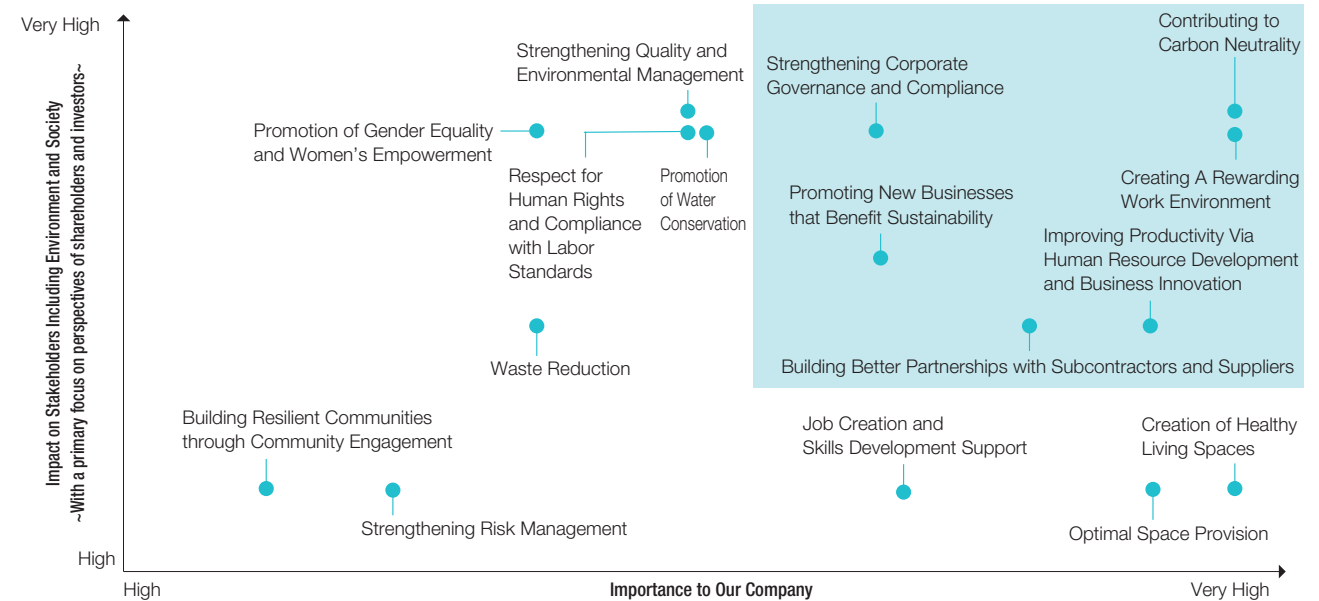 Very High
Impact on Stakeholders Including Environment and Society
~With a primary focus on perspectives of shareholders and investors~
High
Strengthening Quality and
Environmental Management
Promotion of Gender Equality
and Women’s Empowerment
Respect for
Human Rights
and Compliance
with Labor
Standards
Promotion
of Water
Conservation
Strengthening Corporate
Governance and Compliance
Contributing to
Carbon Neutrality
Creating A Rewarding
Work Environment
Promoting New Businesses
that Benefit Sustainability
Improving Productivity Via
Human Resource Development
and Business Innovation
Building Better Partnerships with Subcontractors and Suppliers
Waste Reduction
Building Resilient Communities
through Community Engagement
Strengthening Risk Management
Job Creation and
Skills Development Support
Creation of Healthy
Living Spaces
Optimal Space Provision
High
Importance to Our Company
Very High